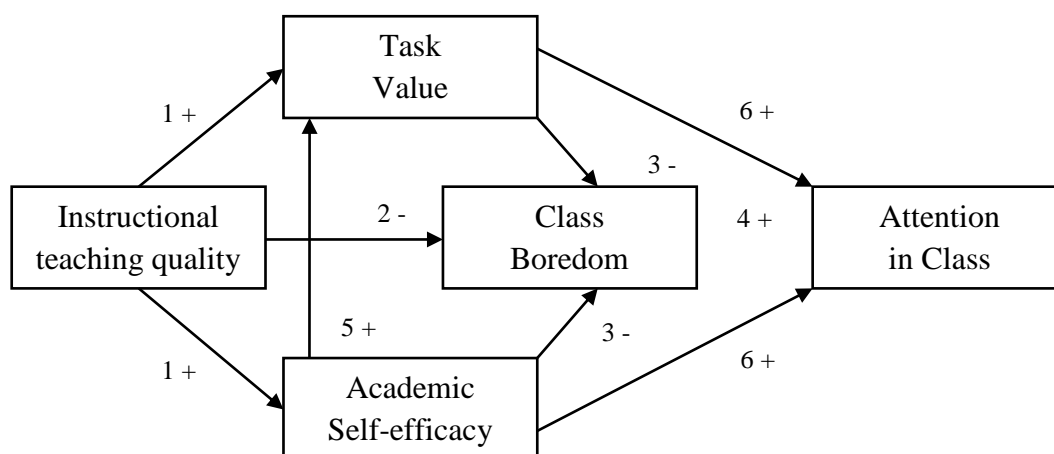 Task
Value
1 +
6 +
3 -
Instructional
teaching quality
2 -
Class
Boredom
4 +
Attention
in Class
5 +
3 -
1 +
6 +
Academic
Self-efficacy